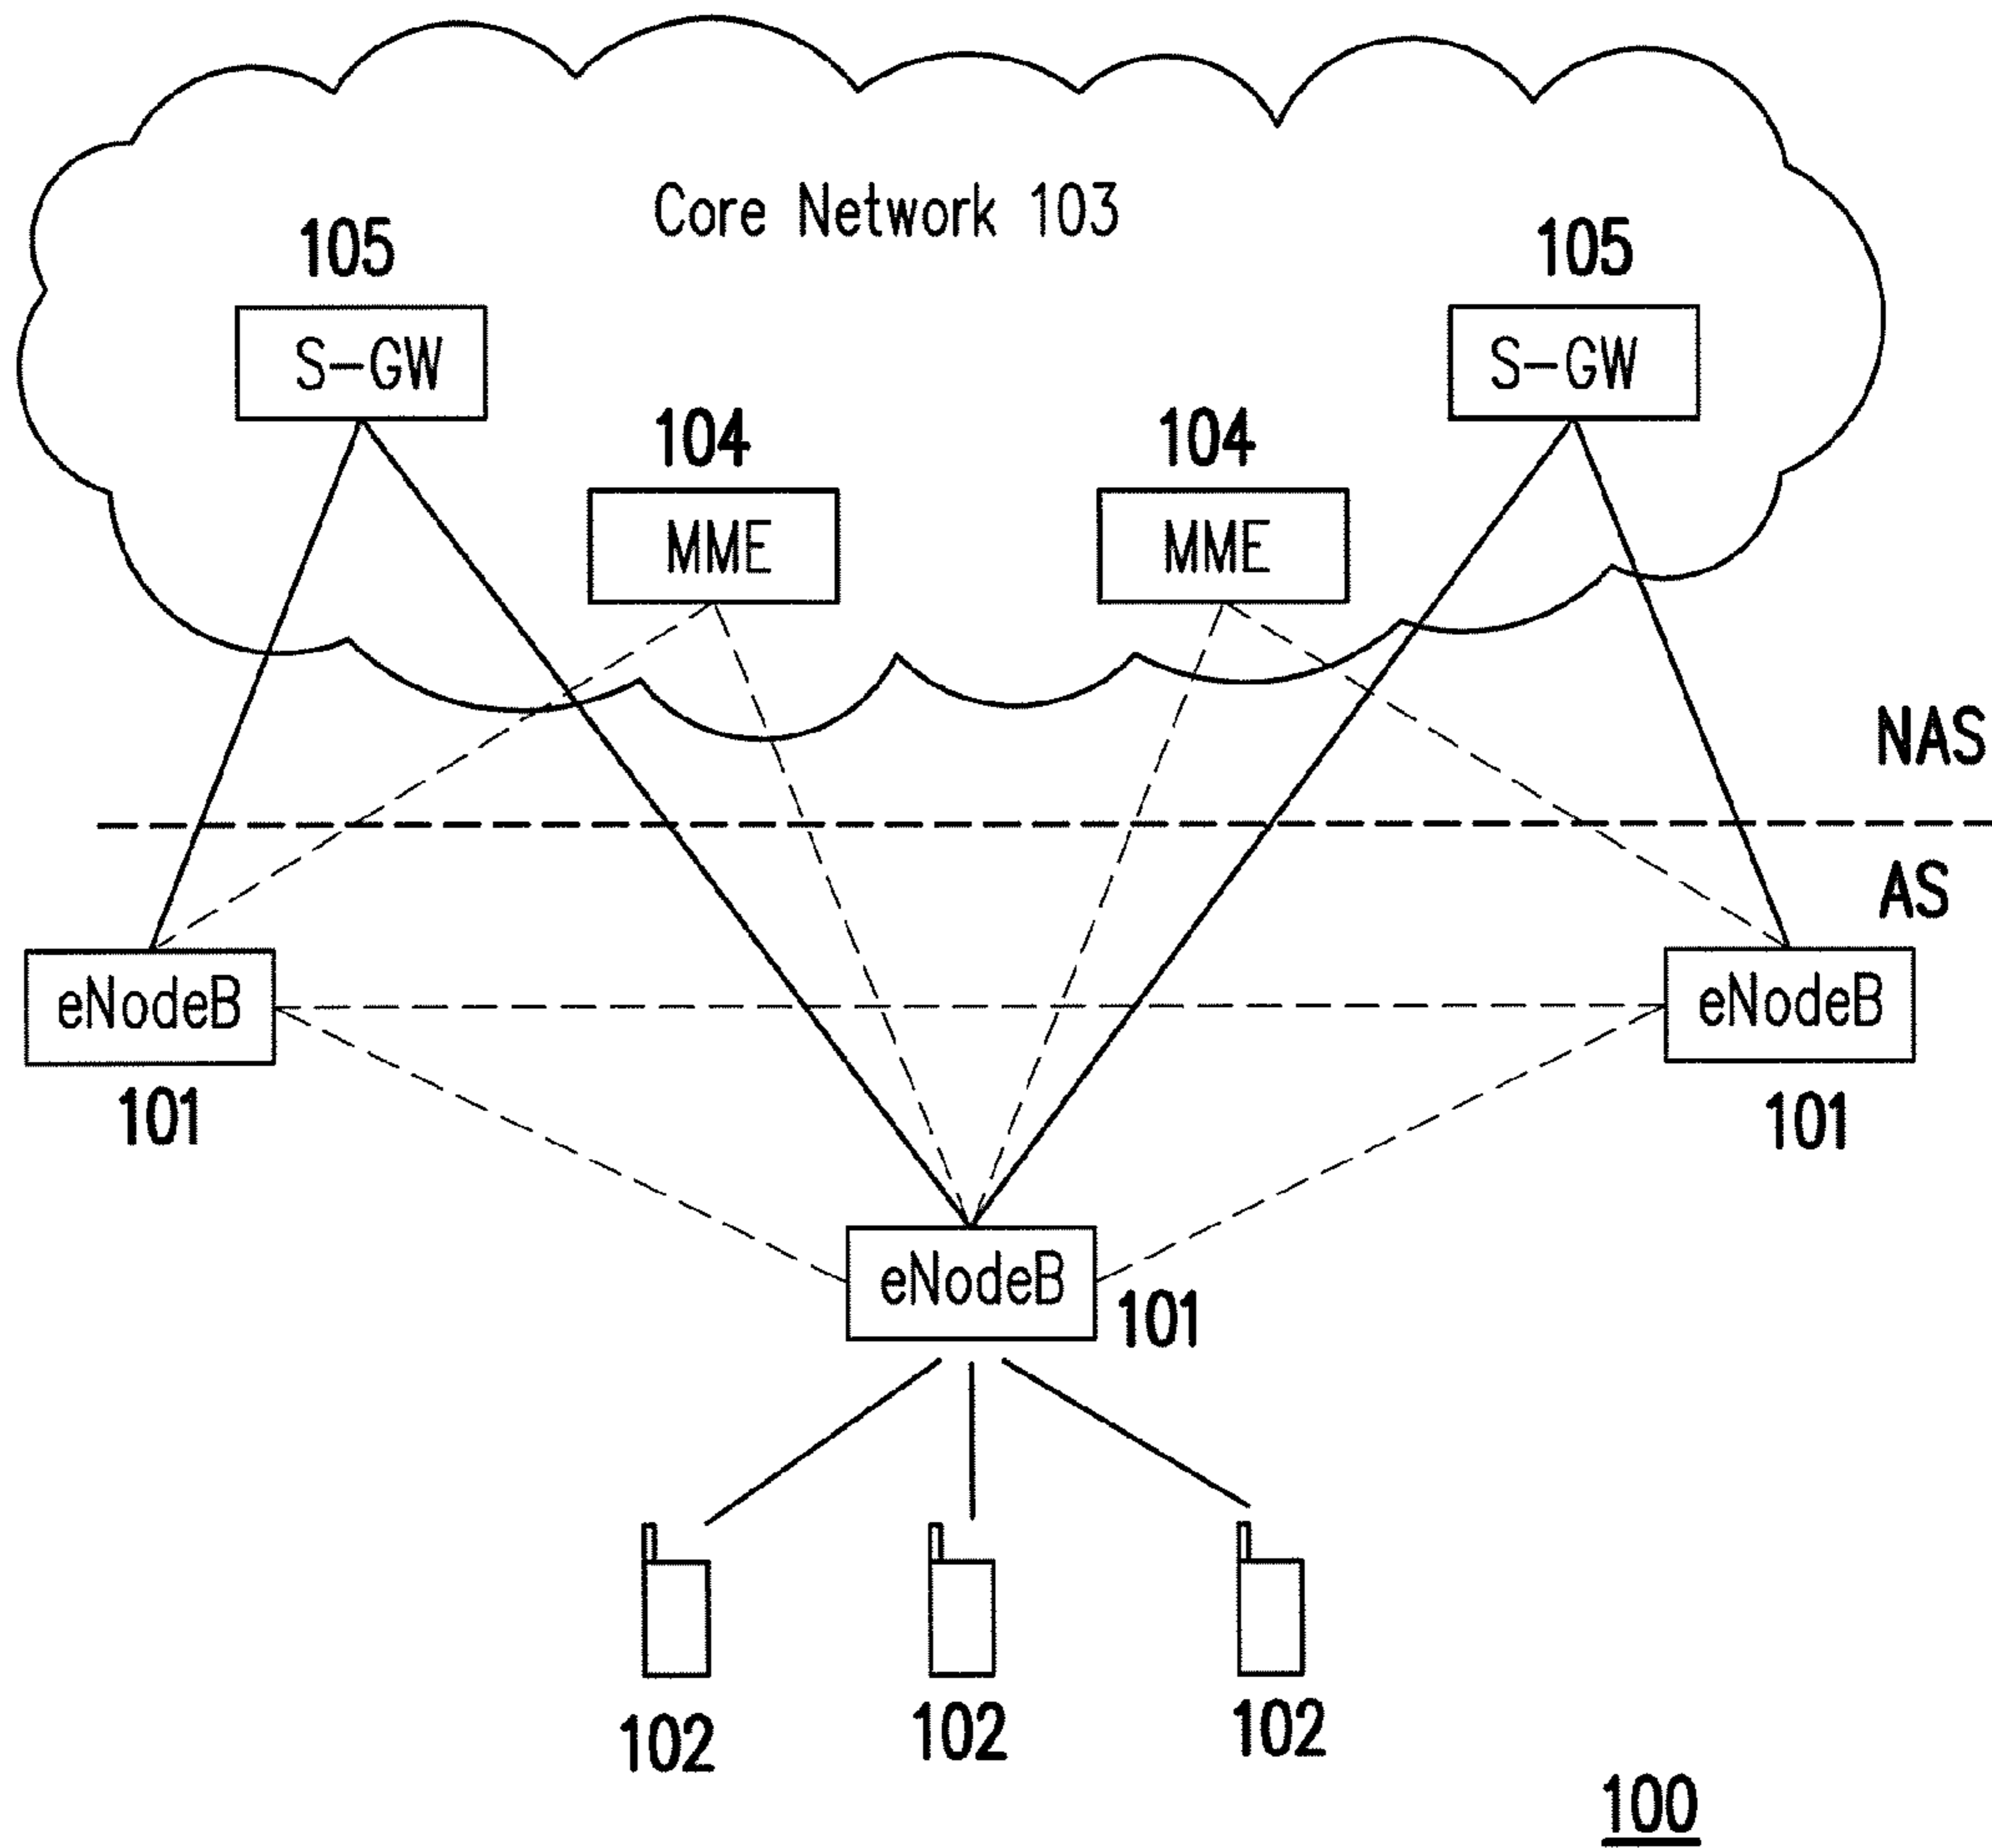 Core Network 103
105
105
S-GW
S-GW
104
104
MME
MME
NAS
AS
eNodeB
eNodeB
101
101
eNodeB
101
102
102
102
100